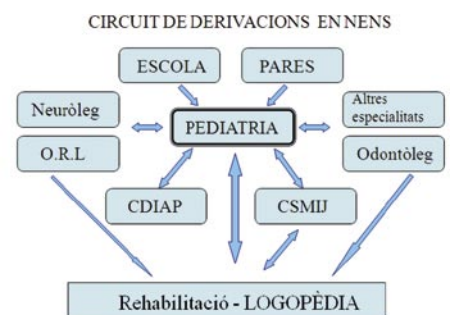 CIRCUIT DE DERIVACIONS EN NENS
ESCOLA
PARES
Neuròleg
PEDIATRIA
Altres
especialitats
O.R.L
Odontòleg
CDIAP
CSMIJ
Rehabilitació - LOGOPÈDIA